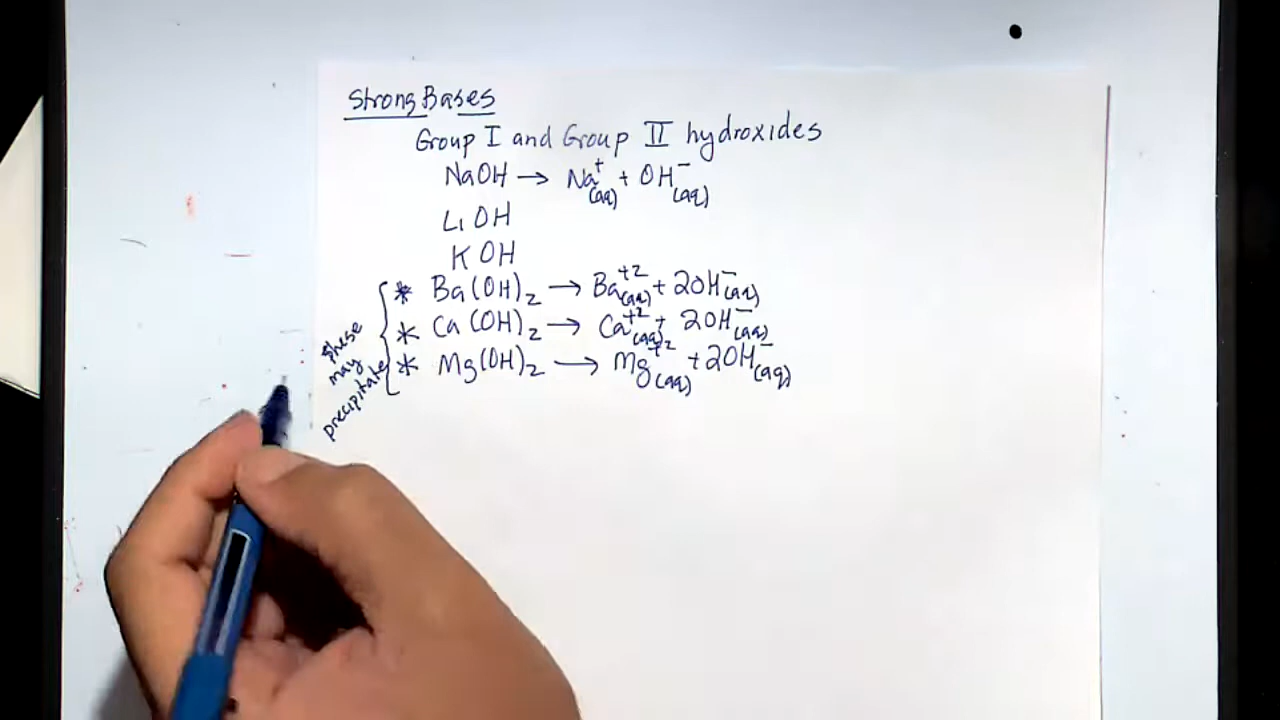 Strong Bases
Group I and Group II hydroxides
NaOH → Na⁺(aq) + OH⁻(aq)
LiOH
KOH
* Ba(OH)₂ → Ba⁺²(aq) + 2OH⁻(aq)
* Ca(OH)₂ → Ca⁺²(aq) + 2OH⁻(aq)
* Mg(OH)₂ → Mg⁺²(aq) + 2OH⁻(aq)
these
may
precipitate